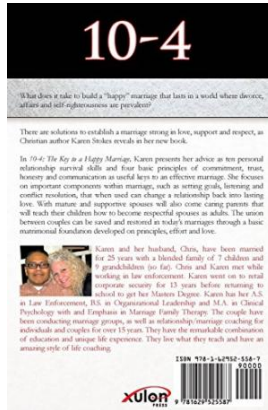 10-4
What does it take to build a "happy" marriage that lasts in a world where divorce,
affairs and self-righteousness are prevalent?
There are solutions to establish a marriage strong in love, support and respect, as
Christian author Karen Stokes reveals in her new book.
In 10-4: The Key to a Happy Marriage, Karen presents her advice as ten personal
relationship survival skills and four basic principles of commitment, trust,
honesty and communication as useful keys to an effective marriage. She focuses
on important components within marriage, such as setting goals, listening and
conflict resolution, that when used can change a relationship back into lasting
love. With mature and supportive spouses will also come caring parents that
will teach their children how to become respectful spouses as adults. The union
between couples can be saved and restored in today's marriages through a basic
matrimonial foundation developed on principles, effort and love.
Karen and her husband, Chris, have been married
for 25 years with a blended family of 7 children and
9 grandchildren (so far). Chris and Karen met while
working in law enforcement. Karen went on to retail
corporate security for 13 years before returning to
school to get her Masters Degree. Karen has her A.S.
in Law Enforcement, B.S. in Organizational Leadership and M.A. in Clinical
Psychology with and Emphasis in Marriage Family Therapy. The couple have
been conducting marriage groups, as well as relationship/marriage coaching for
individuals and couples for over 15 years. They have the remarkable combination
of education and unique life experience. They live what they teach and have an
amazing style of life coaching.
ISBN 978-1-62952-558-7
90000
9 781629 525587
xulon
PRESS